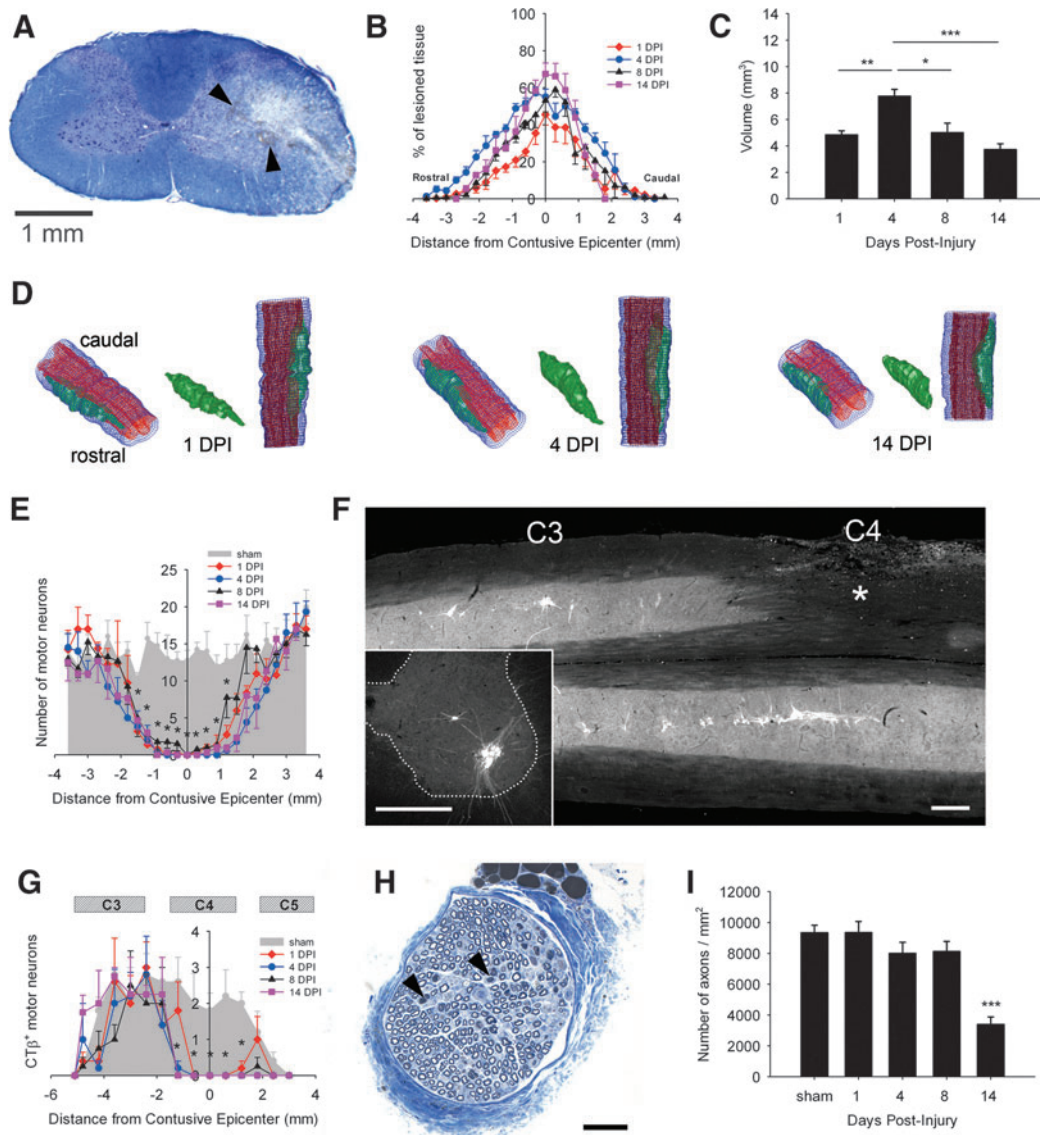 A
1 mm
B
% of lesioned tissue
100
80
60
40
20
0
1 DPI
4 DPI
8 DPI
14 DPI
Rostral
Caudal
-4 -3 -2 -1 0 1 2 3 4
Distance from Contusive Epicenter (mm)
C
Volume (mm³)
14
12
10
8
6
4
2
0
***
** *
1 4 8 14
Days Post-Injury
D
caudal
rostral
1 DPI
4 DPI
14 DPI
E
Number of motor neurons
25
20
15
10
5
0
sham
1 DPI
4 DPI
8 DPI
14 DPI
* * * * * * * * * *
-4 -3 -2 -1 0 1 2 3 4
Distance from Contusive Epicenter (mm)
F
C3 C4
*
G
C3 C4 C5
CTβ⁺ motor neurons
4
3
2
1
0
sham
1 DPI
4 DPI
8 DPI
14 DPI
* * * * *
-6 -4 -2 0 2 4
Distance from Contusive Epicenter (mm)
H
I
Number of axons / mm²
12000
10000
8000
6000
4000
2000
0
***
sham 1 4 8 14
Days Post-Injury